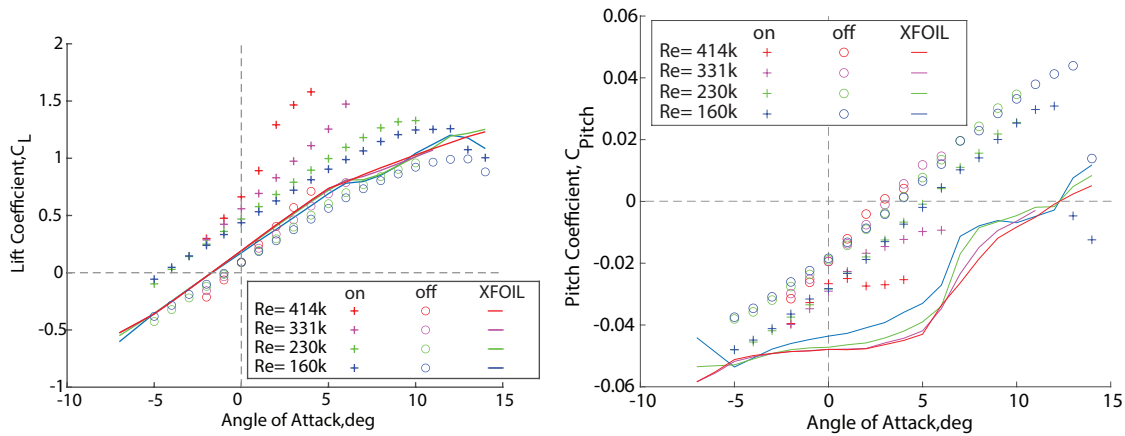 2
1.5
1
0.5
0
-0.5
-1
Lift Coefficient,C_L
-10
-5
0
5
10
15
Angle of Attack,deg
on off XFOIL
Re= 414k
Re= 331k
Re= 230k
Re= 160k
0.06
0.04
0.02
0
-0.02
-0.04
-0.06
Pitch Coefficient, C_Pitch
-10
-5
0
5
10
15
Angle of Attack,deg
on off XFOIL
Re= 414k
Re= 331k
Re= 230k
Re= 160k